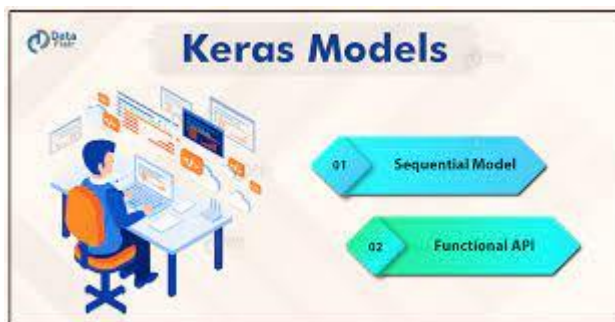 Data
Flair
Keras Models
01
Sequential Model
02
Functional API